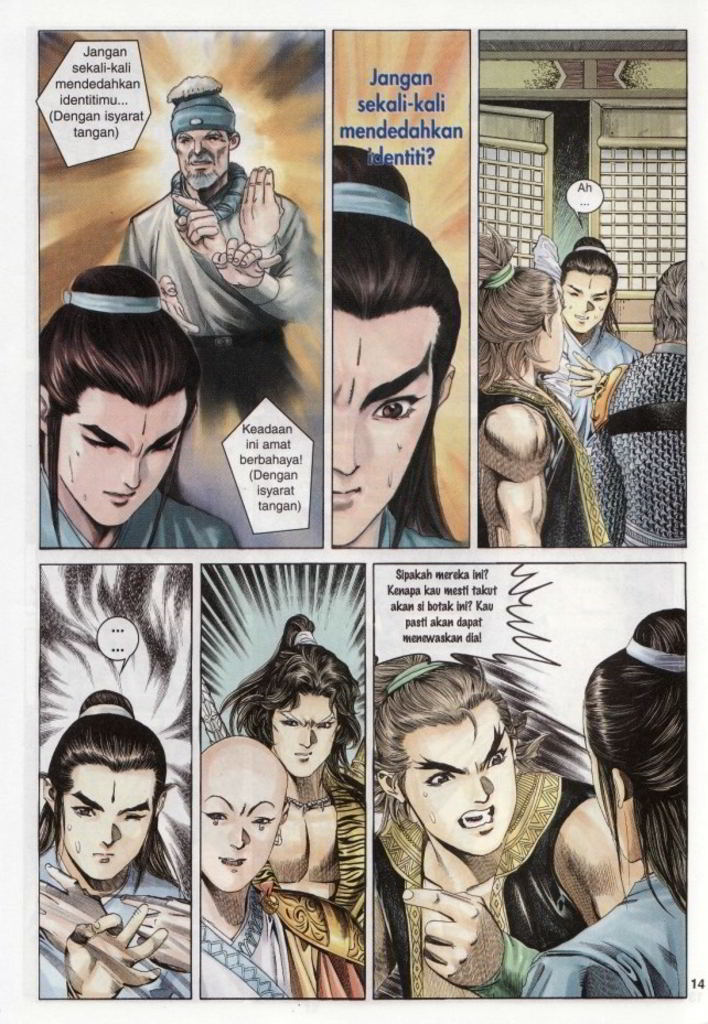 Jangan
sekali-kali
mendedahkan
identitimu...
(Dengan isyarat
tangan)
Keadaan
ini amat
berbahaya!
(Dengan
isyarat
tangan)
Jangan
sekali-kali
mendedahkan
identiti?
Ah
...
...
...
Sipakah mereka ini?
Kenapa kau mesti takut
akan si botak ini? Kau
pasti akan dapat
menewaskan dia!
14